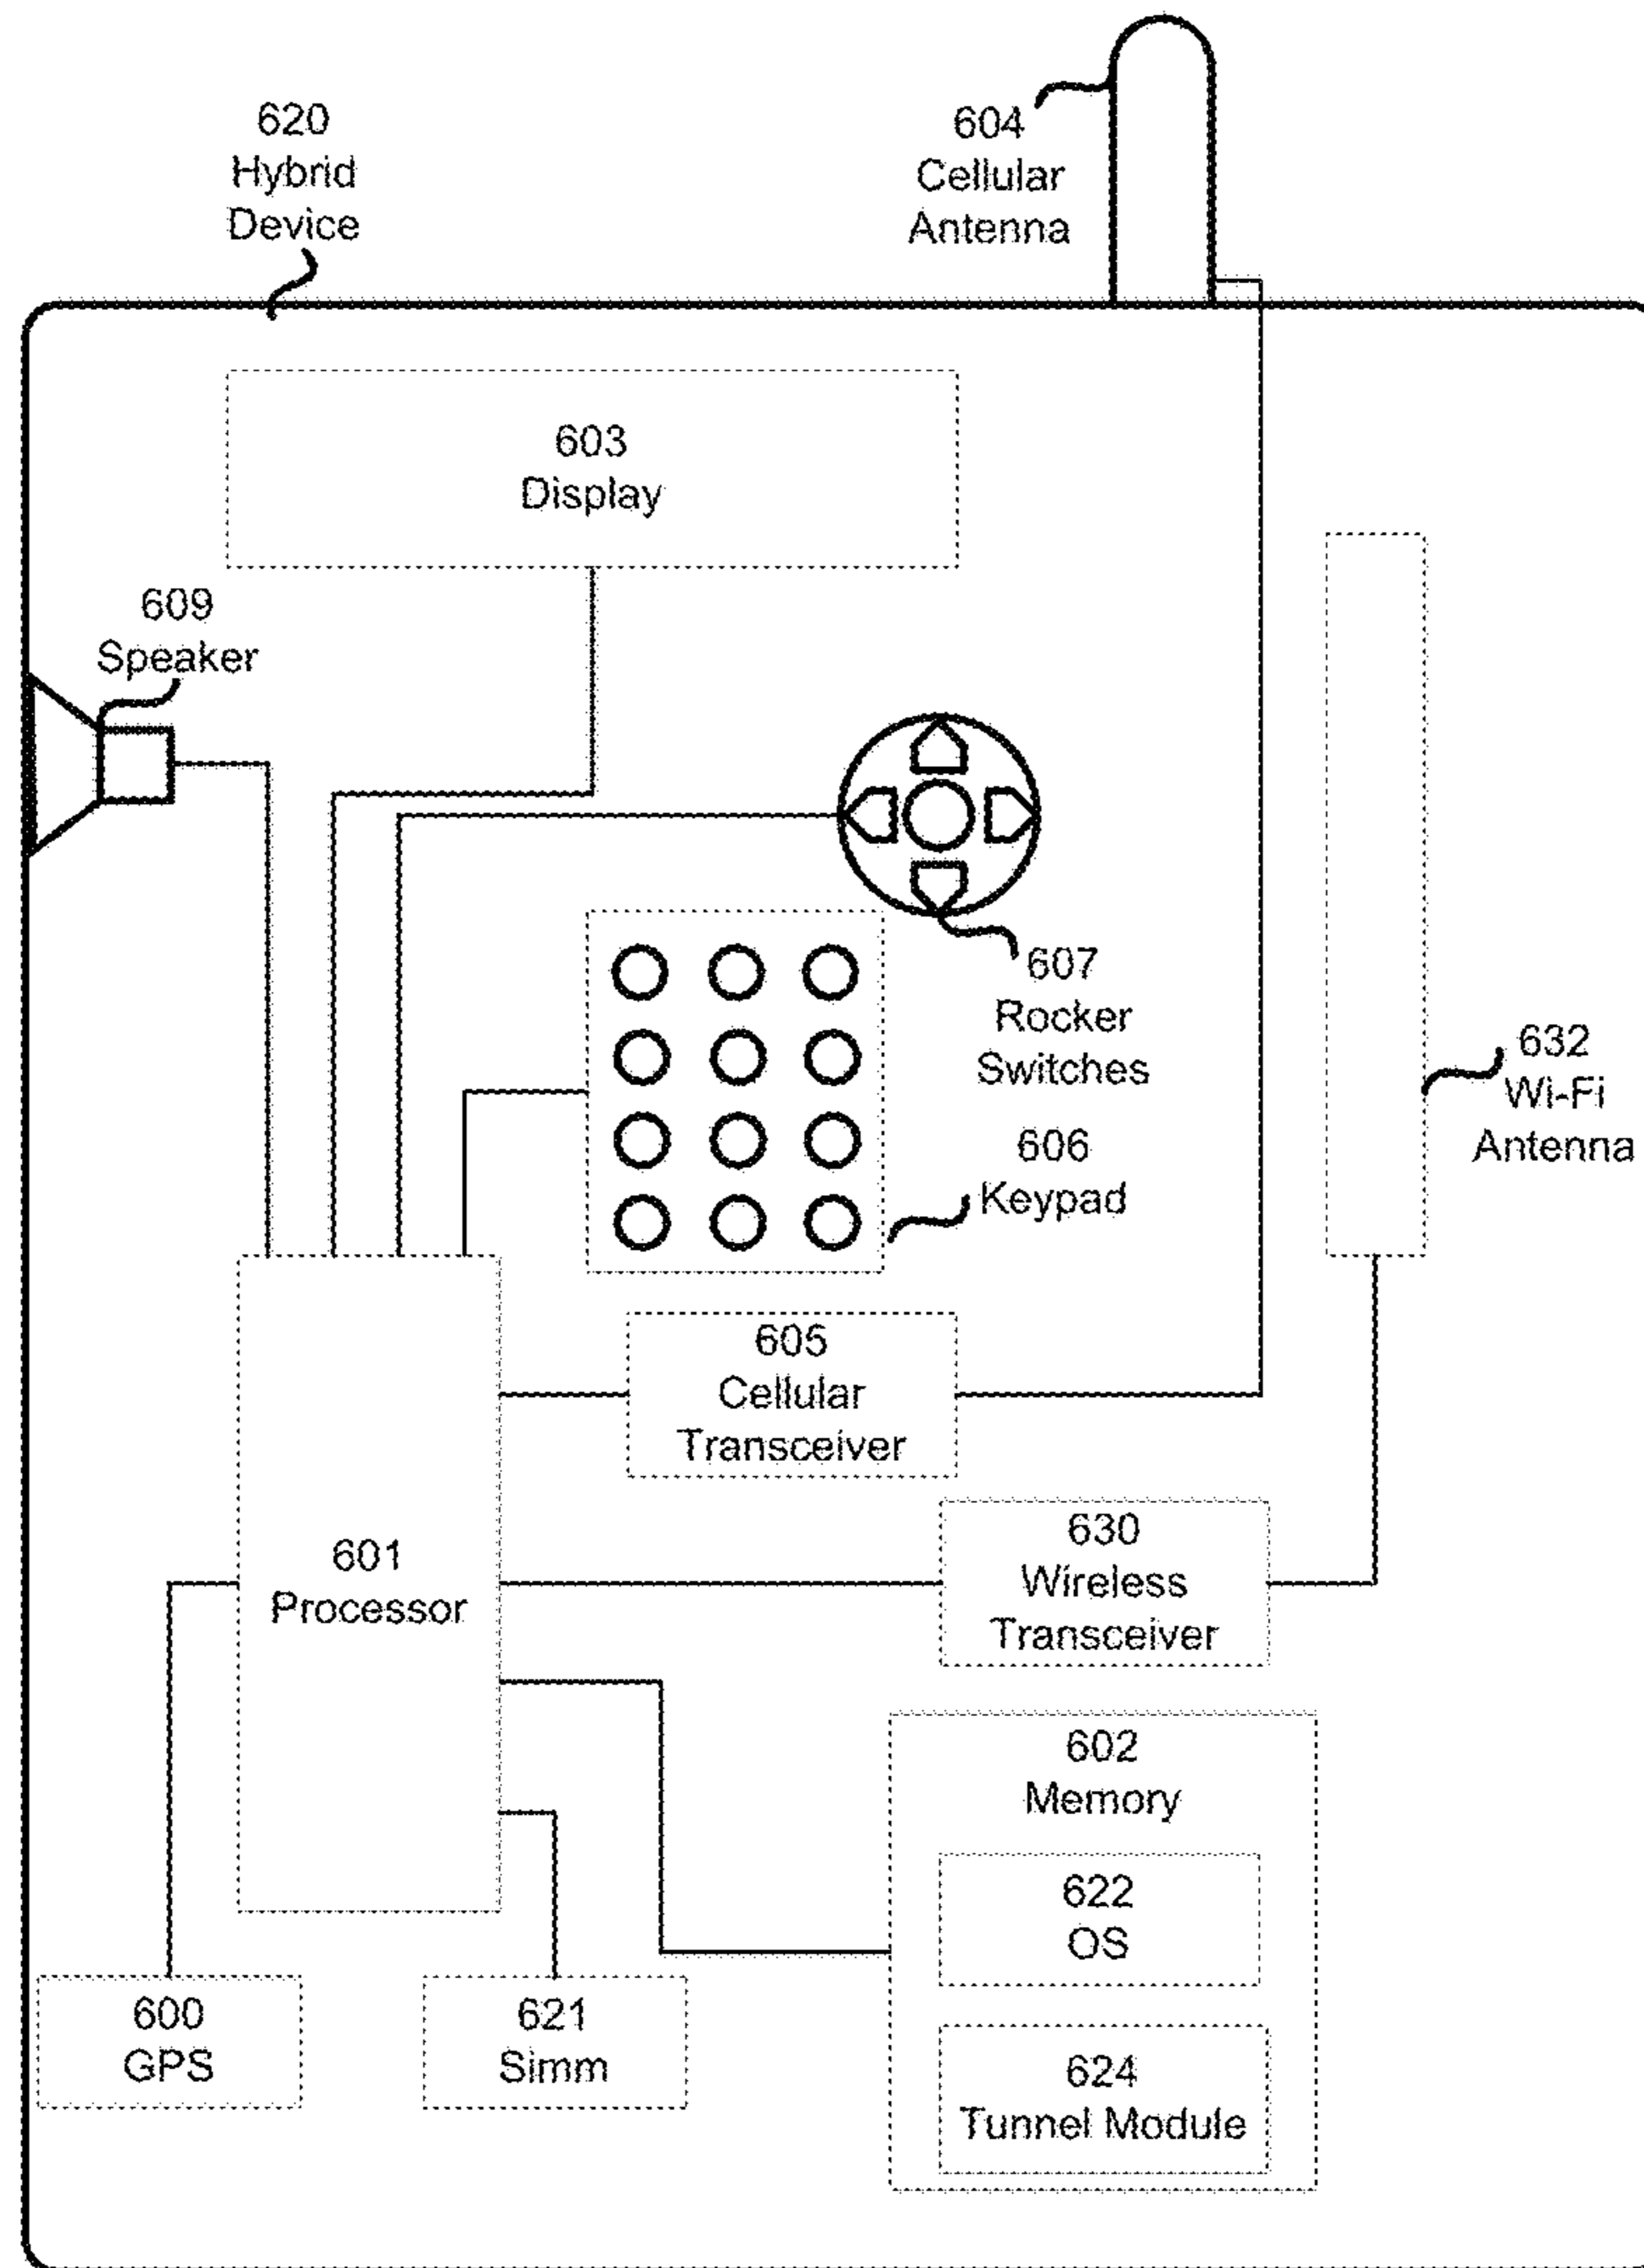 620
Hybrid
Device
604
Cellular
Antenna
603
Display
609
Speaker
607
Rocker
Switches
632
Wi-Fi
Antenna
606
Keypad
605
Cellular
Transceiver
630
Wireless
Transceiver
601
Processor
602
Memory
622
OS
600
GPS
621
Simm
624
Tunnel Module